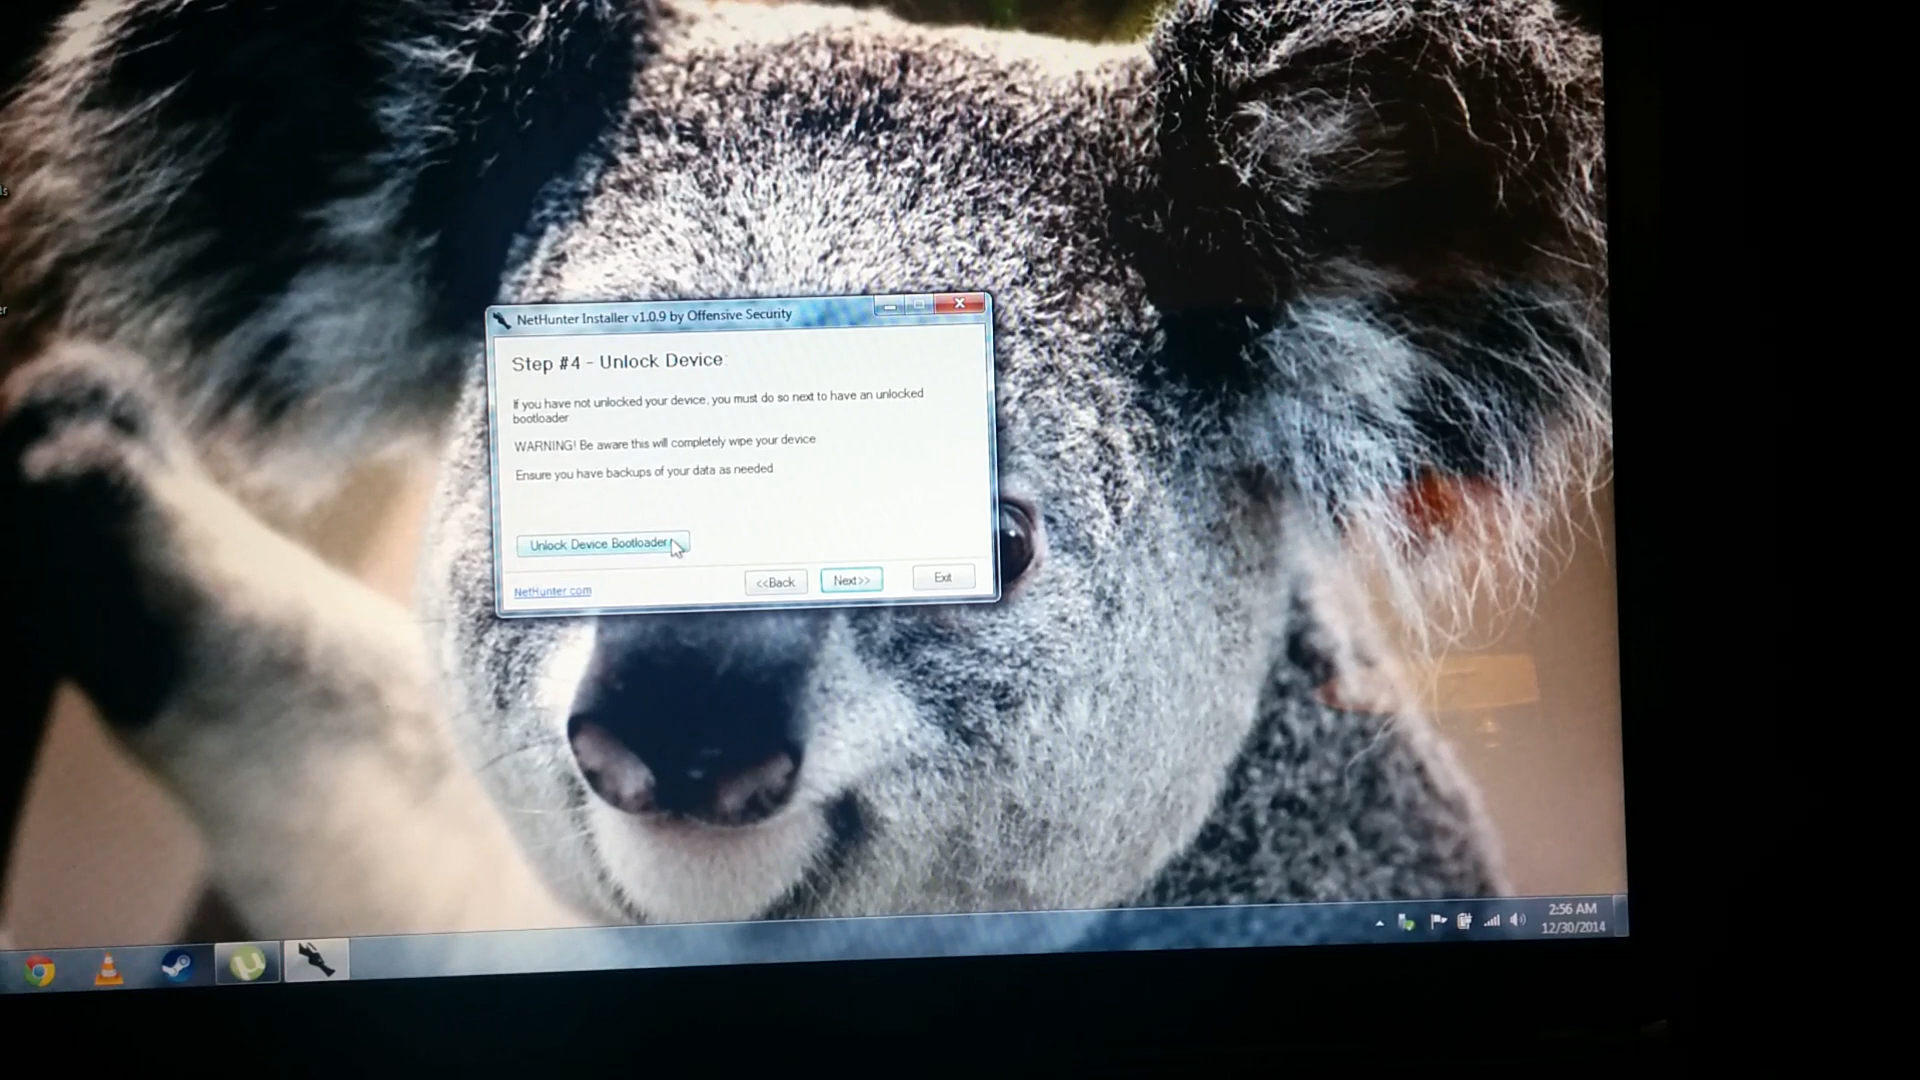 NetHunter Installer v1.0.9 by Offensive Security
Step #4 - Unlock Device
If you have not unlocked your device, you must do so next to have an unlocked
bootloader
WARNING! Be aware this will completely wipe your device
Ensure you have backups of your data as needed
Unlock Device Bootloader
NetHunter.com
<<Back
Next>>
Exit
2:56 AM
12/30/2014